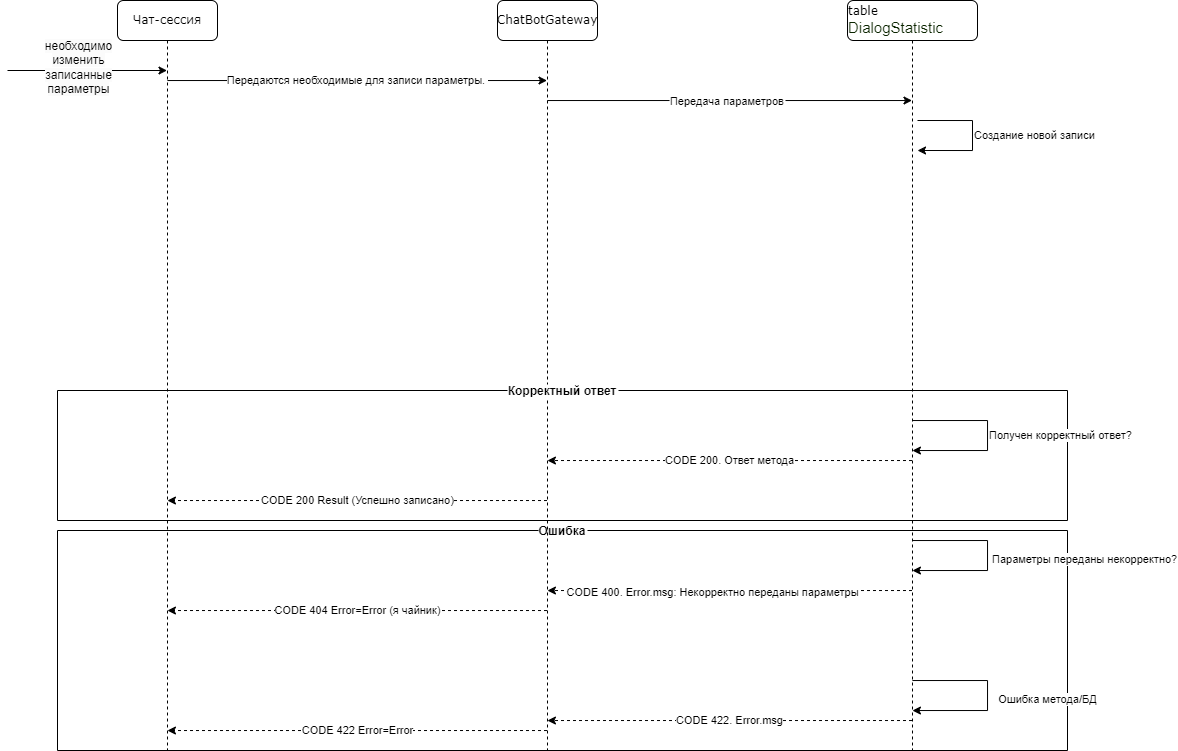 Чат-сессия
ChatBotGateway
table
DialogStatistic
необходимо
изменить
записанные
параметры
Передаются необходимые для записи параметры.
Передача параметров
Создание новой записи
Корректный ответ
Получен корректный ответ?
CODE 200. Ответ метода
CODE 200 Result (Успешно записано)
Ошибка
Параметры переданы некорректно?
CODE 400. Error.msg: Некорректно переданы параметры
CODE 404 Error=Error (я чайник)
Ошибка метода/БД
CODE 422. Error.msg
CODE 422 Error=Error